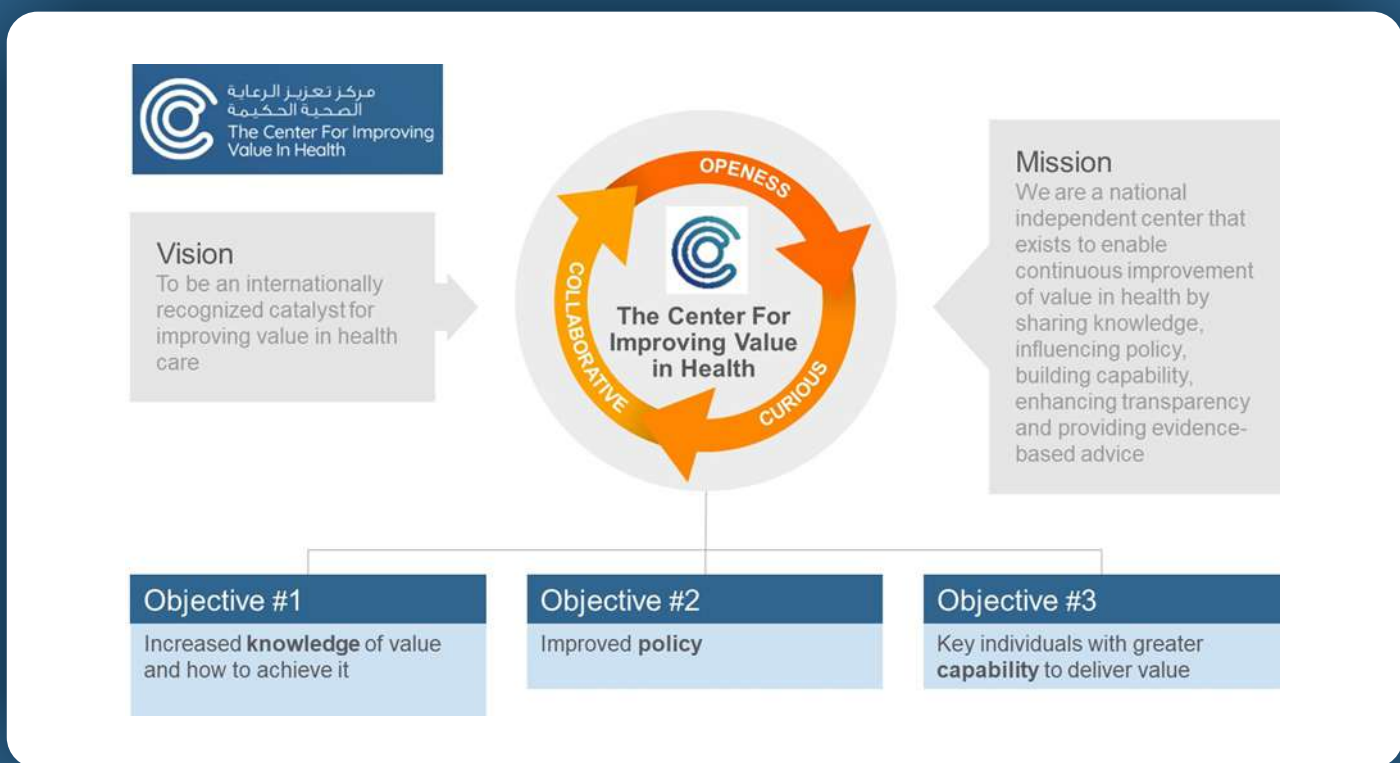 مركز تعزيز الرعاية
الصحية الحكيمة
The Center For Improving
Value In Health
Vision
To be an internationally
recognized catalyst for
improving value in health
care
OPENESS
CURIOUS
COLLABORATIVE
The Center For
Improving Value
in Health
Mission
We are a national
independent center that
exists to enable
continuous improvement
of value in health by
sharing knowledge,
influencing policy,
building capability,
enhancing transparency
and providing evidence-
based advice
Objective #1
Increased knowledge of value
and how to achieve it
Objective #2
Improved policy
Objective #3
Key individuals with greater
capability to deliver value